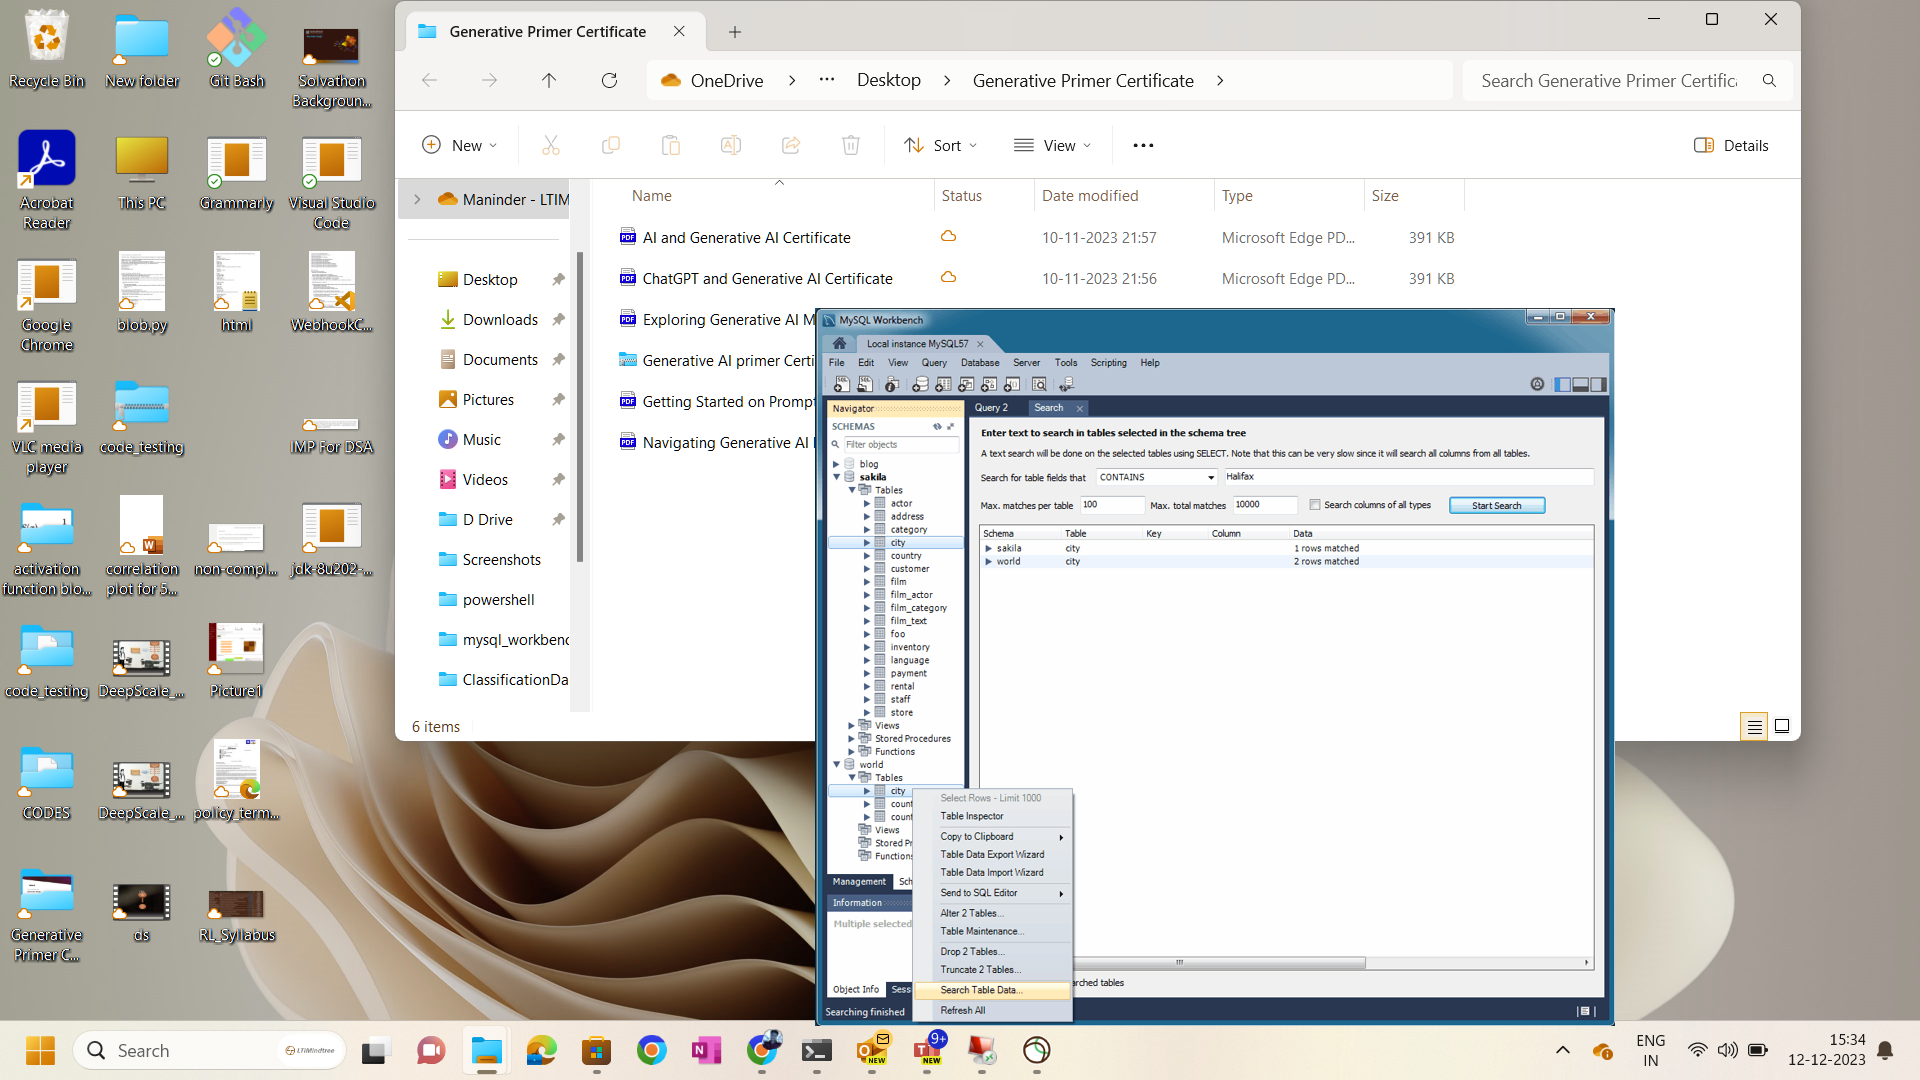 Recycle Bin
New folder
Git Bash
Solvathon
Backgroun...
Acrobat
Reader
This PC
Grammarly
Visual Studio
Code
Google
Chrome
blob.py
html
WebhookC...
VLC media
player
code_testing
IMP For DSA
activation
function blo...
correlation
plot for 5...
non-compl...
jdk-8u202-...
code_testing
DeepScale_...
Picture1
CODES
DeepScale_...
policy_term...
Generative
Primer C...
ds
RL_Syllabus
Generative Primer Certificate
OneDrive
Desktop
Generative Primer Certificate
Search Generative Primer Certific
New
Sort
View
Details
Maninder - LTIM
Desktop
Downloads
Documents
Pictures
Music
Videos
D Drive
Screenshots
powershell
mysql_workbenc
ClassificationDa
6 items
Name Status Date modified Type Size
PDF AI and Generative AI Certificate 10-11-2023 21:57 Microsoft Edge PD... 391 KB
PDF ChatGPT and Generative AI Certificate 10-11-2023 21:56 Microsoft Edge PD... 391 KB
PDF Exploring Generative AI M
Generative AI primer Certi
PDF Getting Started on Prompt
PDF Navigating Generative AI
MySQL Workbench
Local instance MySQL57
File Edit View Query Database Server Tools Scripting Help
Navigator
SCHEMAS
Filter objects
blog
sakila
Tables
actor
address
category
city
country
customer
film
film_actor
film_category
film_text
foo
inventory
language
payment
rental
staff
store
Views
Stored Procedures
Functions
world
Tables
city
count
count
Views
Stored Pr
Functions
Management Sch
Information
Multiple selected
Object Info Sess
Searching finished
Query 2 Search
Enter text to search in tables selected in the schema tree
A text search will be done on the selected tables using SELECT. Note that this can be very slow since it will search all columns from all tables.
Search for table fields that CONTAINS Halifax
Max. matches per table 100 Max. total matches 10000 Search columns of all types Start Search
Schema Table Key Column Data
sakila city 1 rows matched
world city 2 rows matched
arched tables
Select Rows - Limit 1000
Table Inspector
Copy to Clipboard
Table Data Export Wizard
Table Data Import Wizard
Send to SQL Editor
Alter 2 Tables...
Table Maintenance...
Drop 2 Tables...
Truncate 2 Tables...
Search Table Data...
Refresh All
Search
LTIMindtree
NEW
9+
NEW
ENG
IN
15:34
12-12-2023